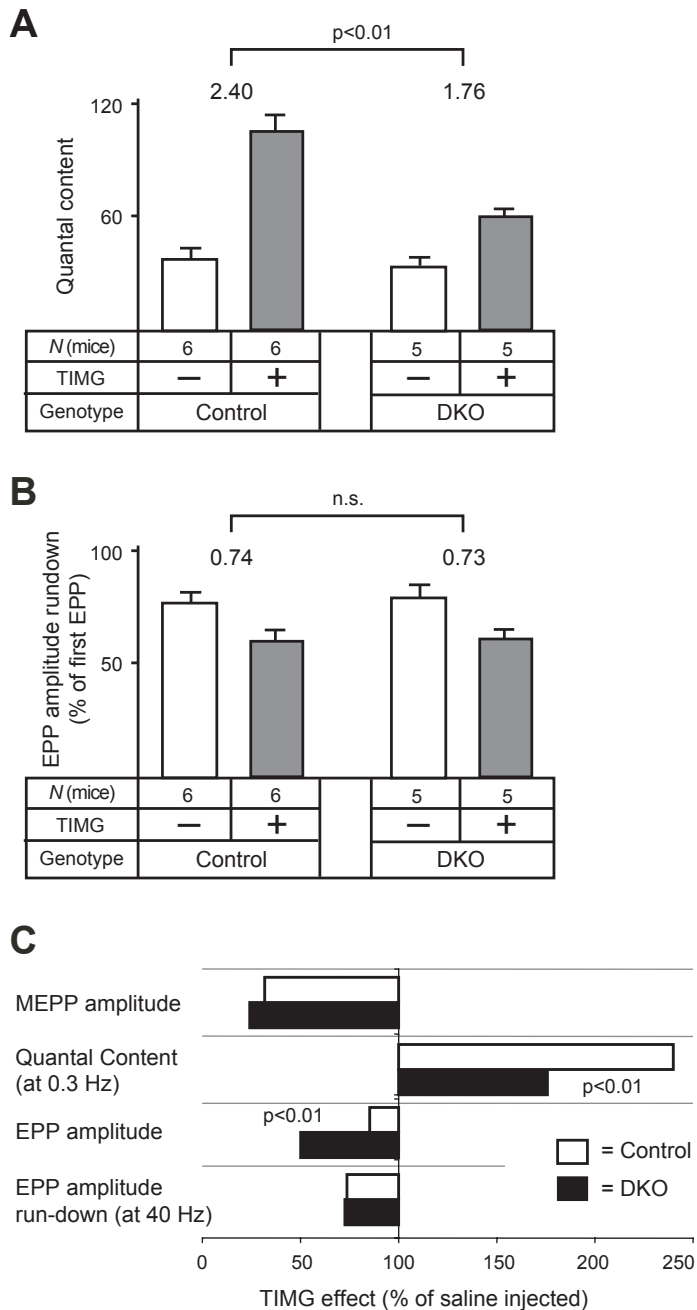 A
p<0.01
2.40 1.76
120
60
Quantal content
N (mice) 6 6 5 5
TIMG − + − +
Genotype Control DKO
B
n.s.
0.74 0.73
100
50
EPP amplitude rundown
(% of first EPP)
N (mice) 6 6 5 5
TIMG − + − +
Genotype Control DKO
C
MEPP amplitude
Quantal Content
(at 0.3 Hz)
p<0.01
EPP amplitude
p<0.01
EPP amplitude
run-down (at 40 Hz)
= Control
= DKO
0 50 100 150 200 250
TIMG effect (% of saline injected)